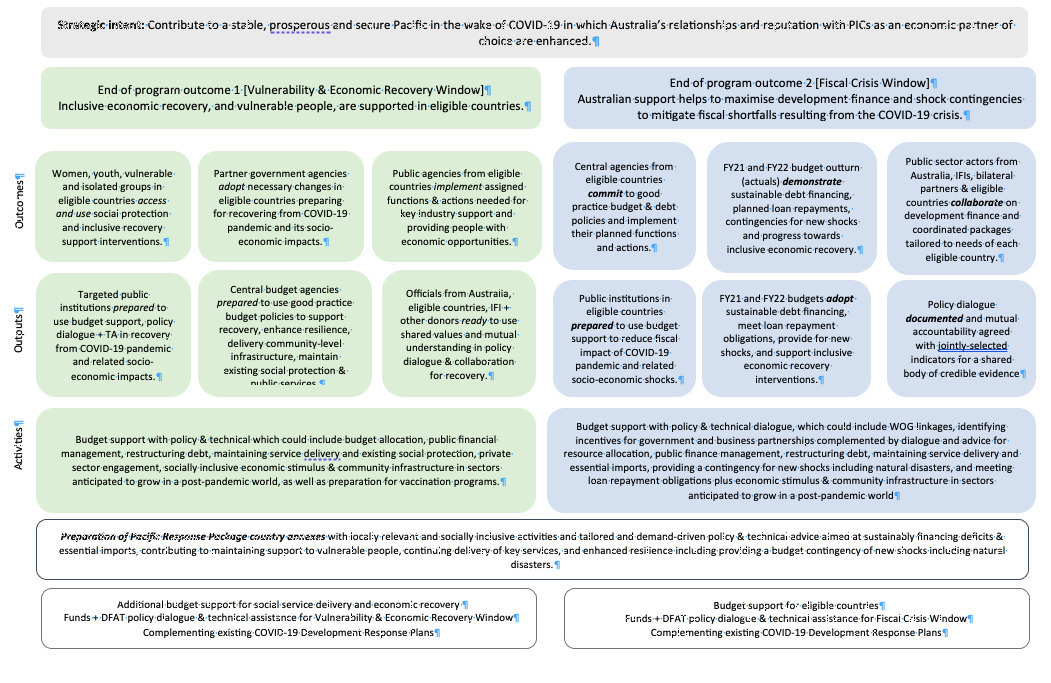 Strategic intent: Contribute to a stable, prosperous and secure Pacific in the wake of COVID-19 in which Australia's relationships and reputation with PICs as an economic partner of
choice are enhanced.¶
End of program outcome 1 [Vulnerability & Economic Recovery Window]¶
Inclusive economic recovery, and vulnerable people, are supported in eligible countries.¶
End of program outcome 2 [Fiscal Crisis Window]¶
Australian support helps to maximise development finance and shock contingencies
to mitigate fiscal shortfalls resulting from the COVID-19 crisis.¶
Outcomes¶
Women, youth, vulnerable
and isolated groups in
eligible countries access
and use social protection
and inclusive recovery
support interventions.¶
Partner government agencies
adopt necessary changes in
eligible countries preparing
for recovering from COVID-19
pandemic and its socio-
economic impacts.¶
Public agencies from eligible
countries implement assigned
functions & actions needed for
key industry support and
providing people with
economic opportunities.¶
Central agencies from
eligible countries
commit to good
practice budget & debt
policies and implement
their planned functions
and actions.¶
FY21 and FY22 budget outturn
(actuals) demonstrate
sustainable debt financing,
planned loan repayments,
contingencies for new shocks
and progress towards
inclusive economic recovery.¶
Public sector actors from
Australia, IFIs, bilateral
partners & eligible
countries collaborate on
development finance and
coordinated packages
tailored to needs of each
eligible country.¶
Outputs¶
Targeted public
institutions prepared to
use budget support, policy
dialogue + TA in recovery
from COVID-19 pandemic
and related socio-
economic impacts.¶
Central budget agencies
prepared to use good practice
budget policies to support
recovery, enhance resilience,
delivery community-level
infrastructure, maintain
existing social protection &
public services.¶
Officials from Australia,
eligible countries, IFI +
other donors ready to use
shared values and mutual
understanding in policy
dialogue & collaboration
for recovery.¶
Public institutions in
eligible countries
prepared to use budget
support to reduce fiscal
impact of COVID-19
pandemic and related
socio-economic shocks.¶
FY21 and FY22 budgets adopt
sustainable debt financing,
meet loan repayment
obligations, provide for new
shocks, and support inclusive
economic recovery
interventions.¶
Policy dialogue
documented and mutual
accountability agreed
with jointly-selected
indicators for a shared
body of credible evidence¶
Activities¶
Budget support with policy & technical which could include budget allocation, public financial
management, restructuring debt, maintaining service delivery and existing social protection, private
sector engagement, socially inclusive economic stimulus & community infrastructure in sectors
anticipated to grow in a post-pandemic world, as well as preparation for vaccination programs.¶
Budget support with policy & technical dialogue, which could include WOG linkages, identifying
incentives for government and business partnerships complemented by dialogue and advice for
resource allocation, public finance management, restructuring debt, maintaining service delivery and
essential imports, providing a contingency for new shocks including natural disasters, and meeting
loan repayment obligations plus economic stimulus & community infrastructure in sectors
anticipated to grow in a post-pandemic world¶
Preparation of Pacific Response Package country annexes with locally relevant and socially inclusive activities and tailored and demand-driven policy & technical advice aimed at sustainably financing deficits &
essential imports, contributing to maintaining support to vulnerable people, continuing delivery of key services, and enhanced resilience including providing a budget contingency of new shocks including natural
disasters.¶
Additional budget support for social service delivery and economic recovery¶
Funds + DFAT policy dialogue & technical assistance for Vulnerability & Economic Recovery Window¶
Complementing existing COVID-19 Development Response Plans¶
Budget support for eligible countries¶
Funds + DFAT policy dialogue & technical assistance for Fiscal Crisis Window¶
Complementing existing COVID-19 Development Response Plans¶